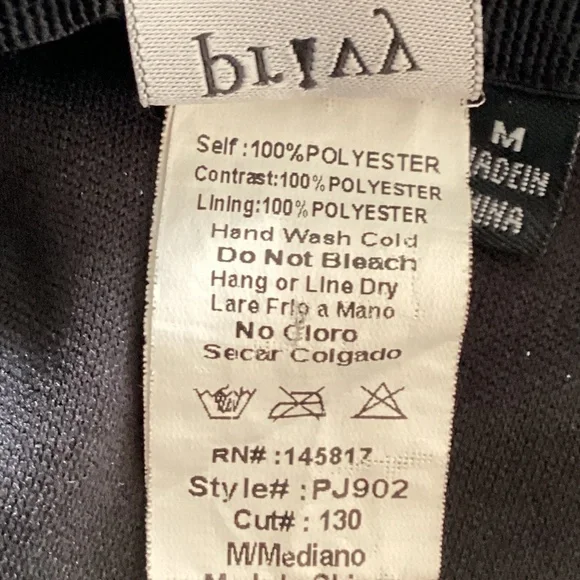 Self:100%POLYESTER
Contrast:100%POLYESTER
Lining:100%POLYESTER
Hand Wash Cold
Do Not Bleach
Hang or Line Dry
Lare Frio a Mano
No Cloro
Secar Colgado
RN#:145817
Style#:PJ902
Cut#: 130
M/Mediano
M